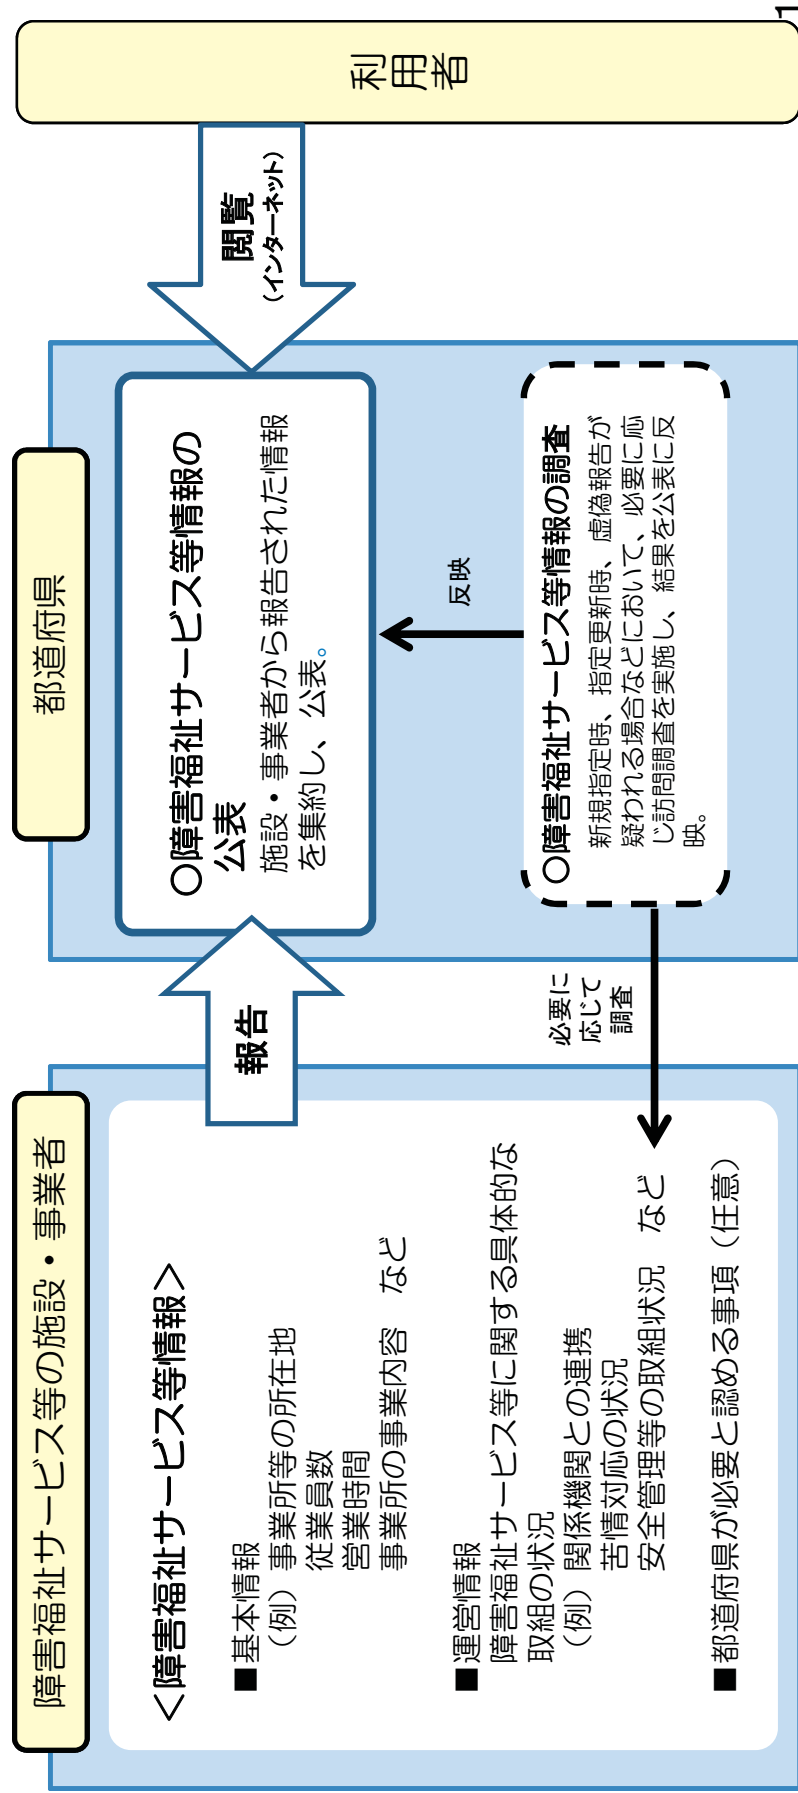 障害福祉サービス等の施設・事業者
＜障害福祉サービス等情報＞
■基本情報
（例）事業所等の所在地
従業員数
営業時間
事業所の事業内容　など
■運営情報
障害福祉サービス等に関する具体的な
取組の状況
（例）関係機関との連携
苦情対応の状況
安全管理等の取組状況　など
■都道府県が必要と認める事項（任意）
報告
必要に
応じて
調査
都道府県
○障害福祉サービス等情報の
公表
施設・事業者から報告された情報
を集約し、公表。
反映
○障害福祉サービス等情報の調査
新規指定時、指定更新時、虚偽報告が
疑われる場合などにおいて、必要に応
じ訪問調査を実施し、結果を公表に反
映。
閲覧
（インターネット）
利用者
1